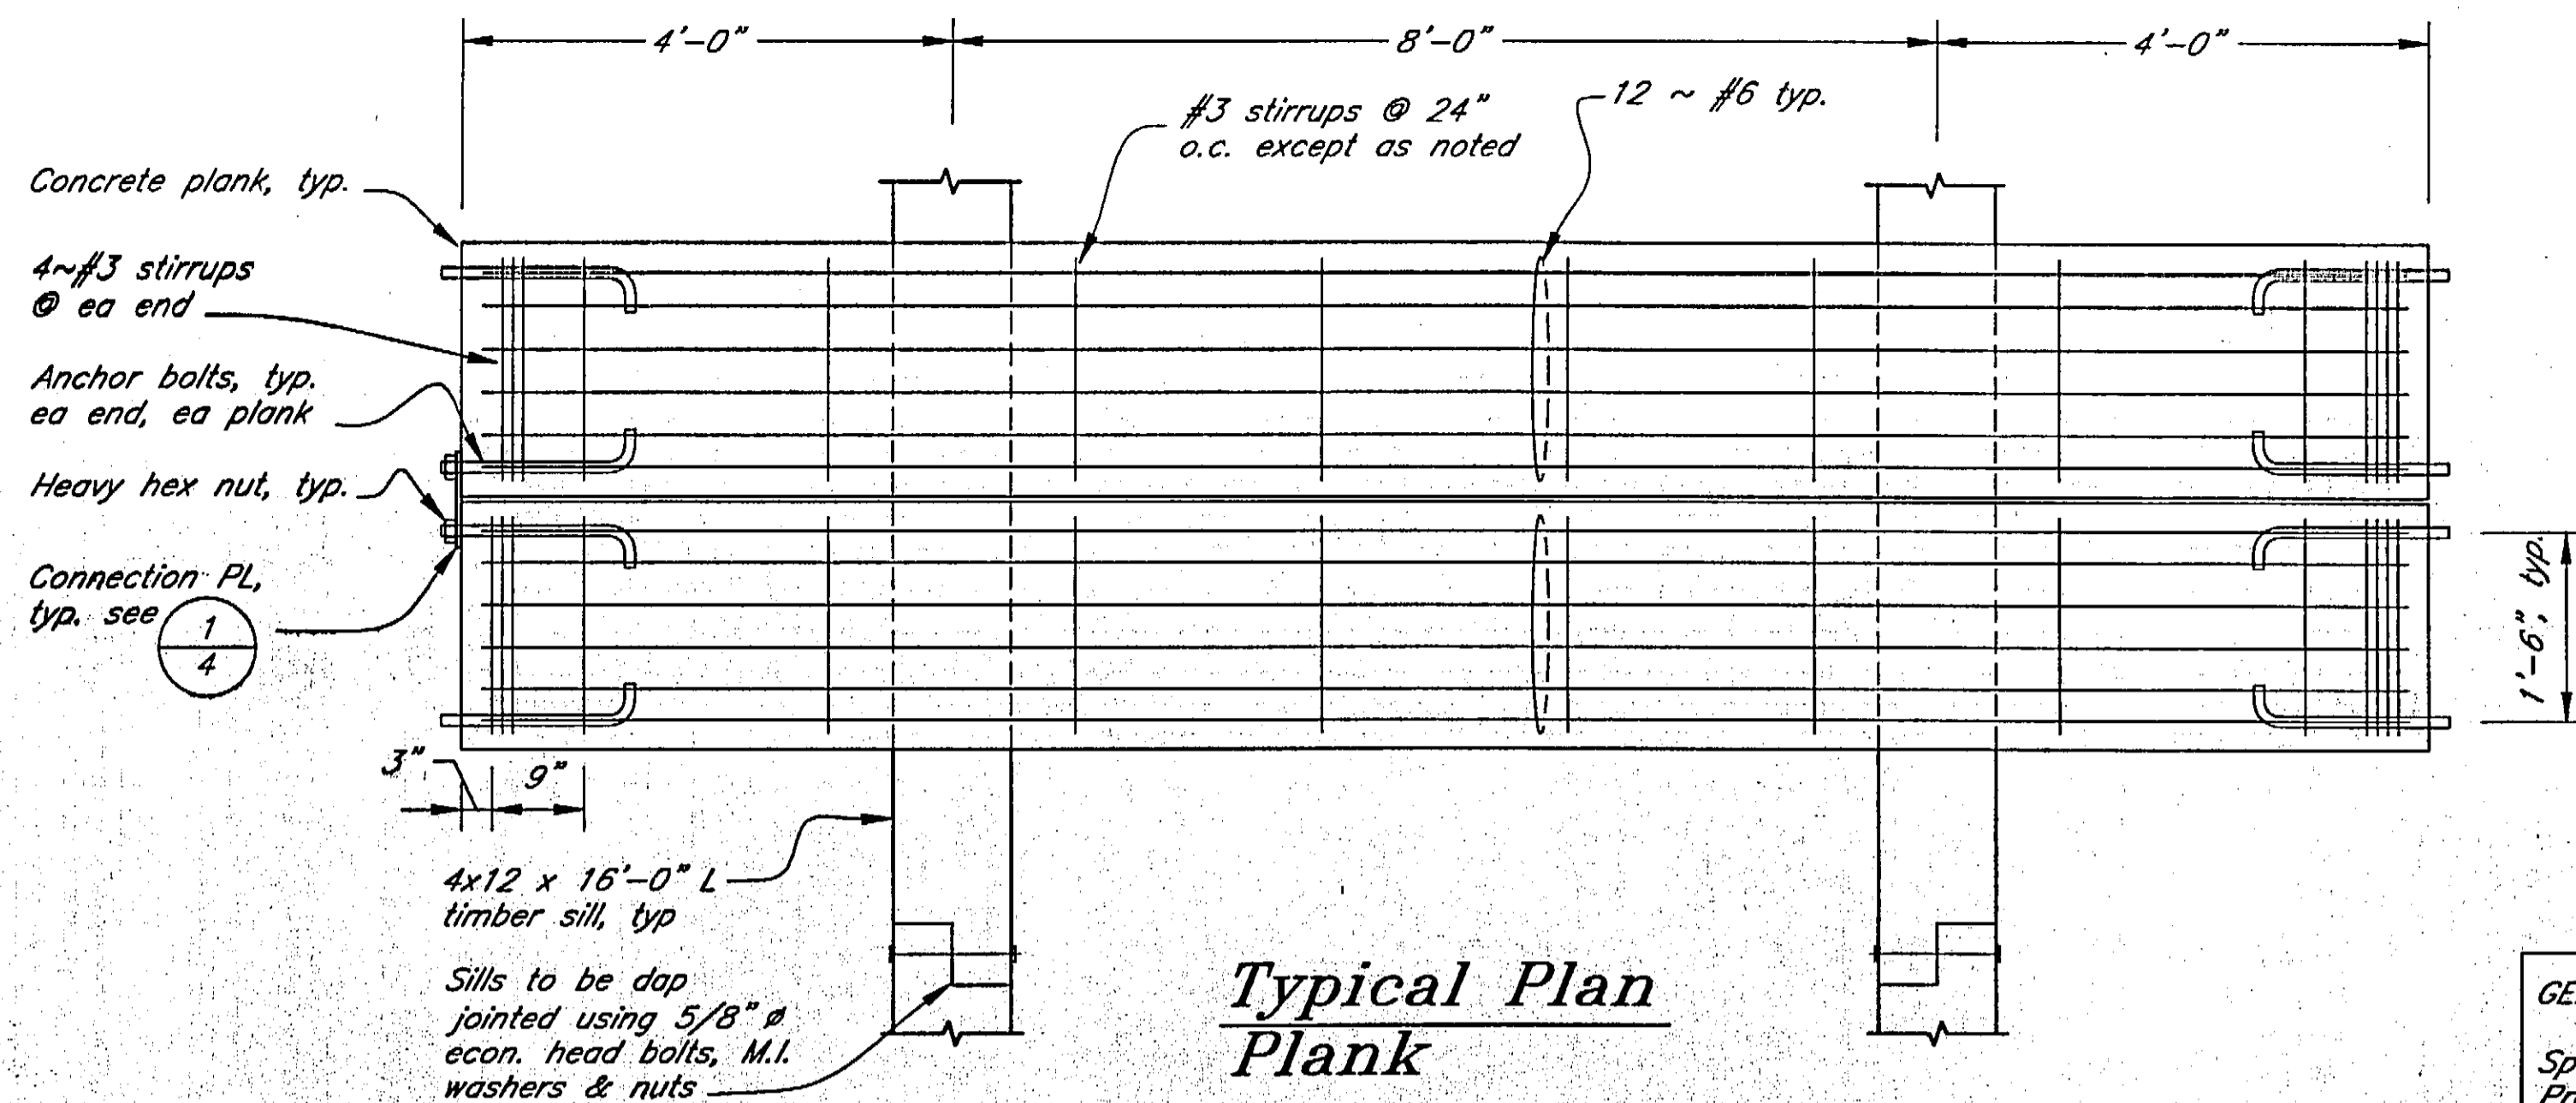 4'-0"
8'-0"
4'-0"
#3 stirrups @ 24"
o.c. except as noted
12 ~ #6 typ.
Concrete plank, typ.
4~#3 stirrups
@ ea end
Anchor bolts, typ.
ea end, ea plank
Heavy hex nut, typ.
Connection PL,
typ. see
1
4
1'-6", typ.
3"
9"
4x12 x 16'-0" L
timber sill, typ
Sills to be dap
jointed using 5/8" ø
econ. head bolts, M.I.
washers & nuts
Typical Plan
Plank
GE
Sp
Pr